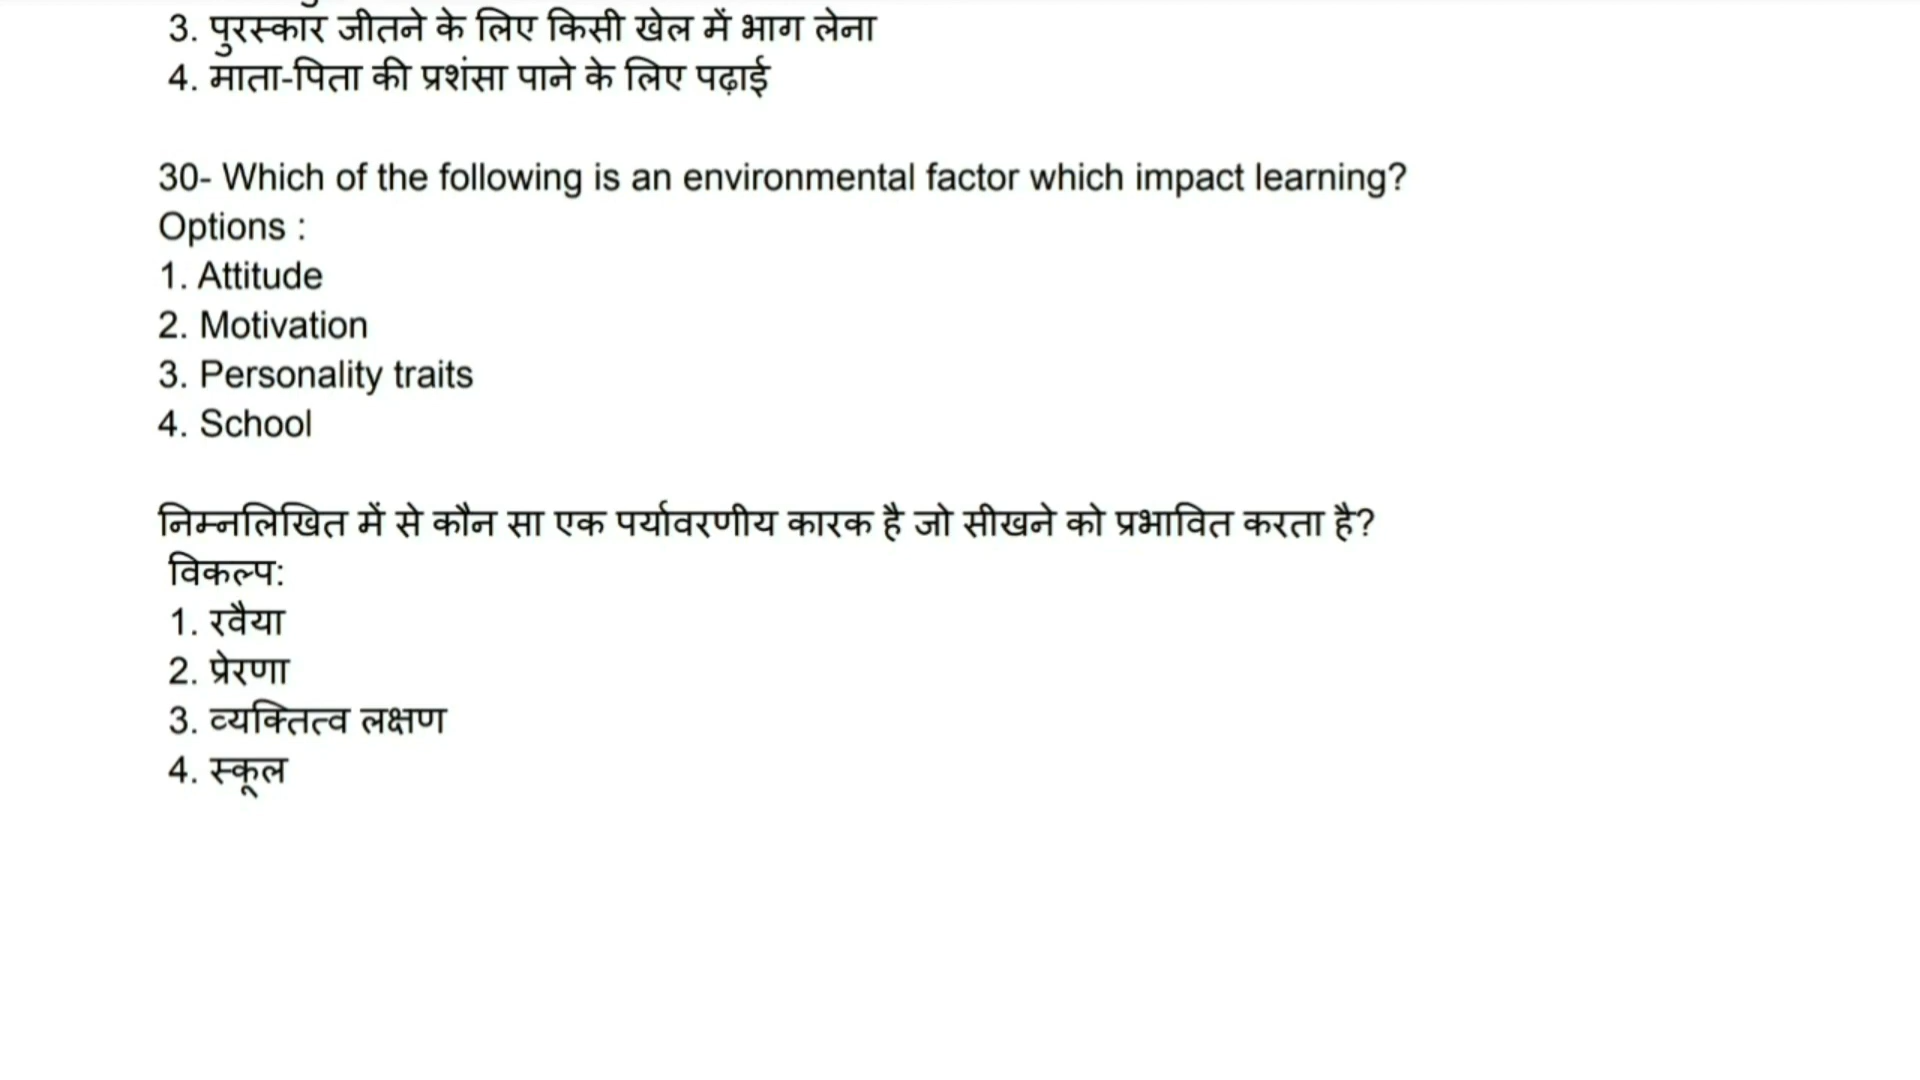 3. पुरस्कार जीतने के लिए किसी खेल में भाग लेना
4. माता-पिता की प्रशंसा पाने के लिए पढ़ाई
30- Which of the following is an environmental factor which impact learning?
Options :
1. Attitude
2. Motivation
3. Personality traits
4. School
निम्नलिखित में से कौन सा एक पर्यावरणीय कारक है जो सीखने को प्रभावित करता है?
विकल्प:
1. रवैया
2. प्रेरणा
3. व्यक्तित्व लक्षण
4. स्कूल